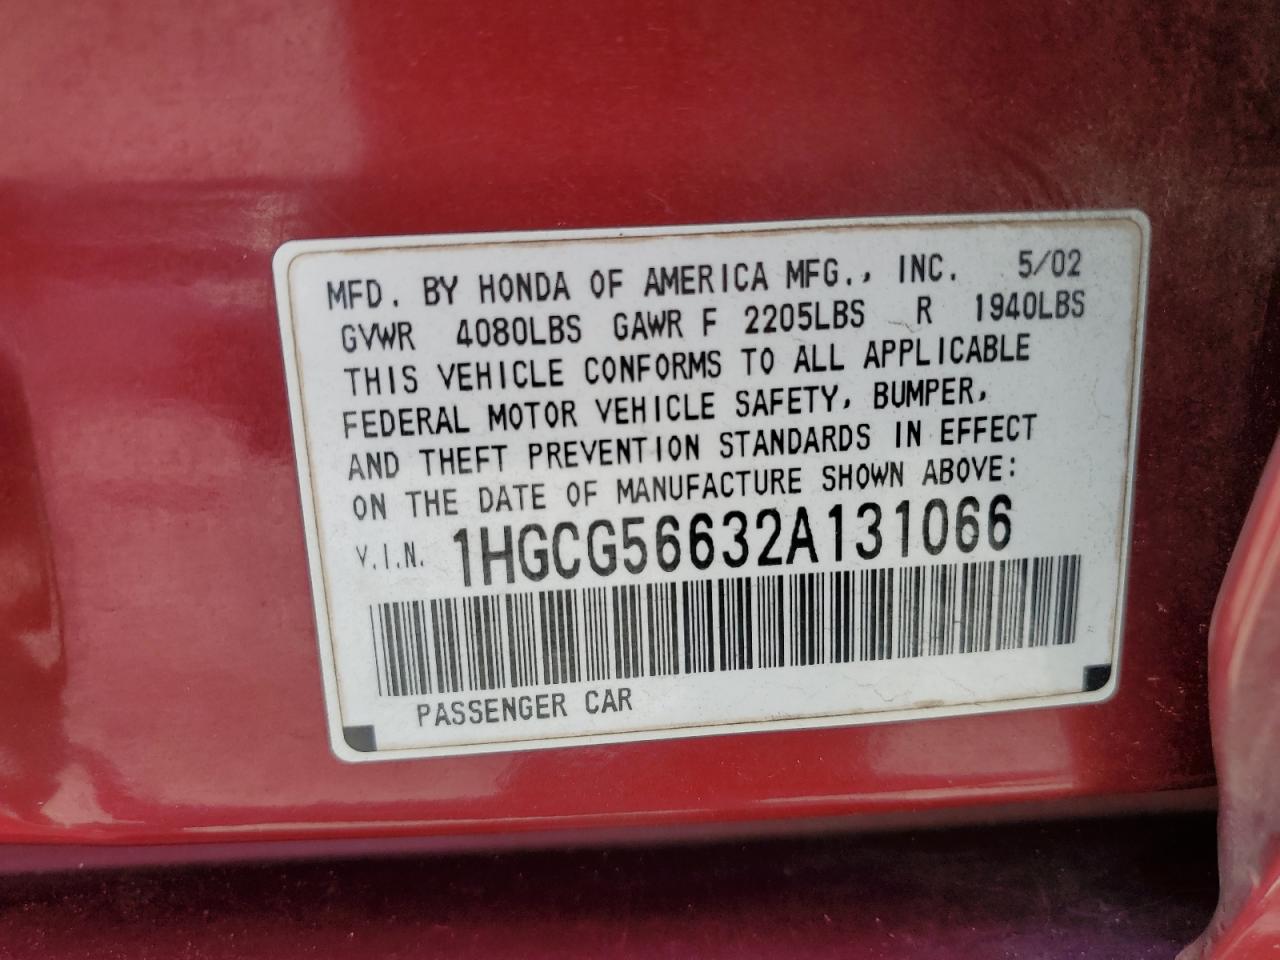 MFD. BY HONDA OF AMERICA MFG., INC. 5/02
GVWR 4080LBS GAWR F 2205LBS R 1940LBS
THIS VEHICLE CONFORMS TO ALL APPLICABLE
FEDERAL MOTOR VEHICLE SAFETY, BUMPER,
AND THEFT PREVENTION STANDARDS IN EFFECT
ON THE DATE OF MANUFACTURE SHOWN ABOVE:
V.I.N. 1HGCG56632A131066
PASSENGER CAR